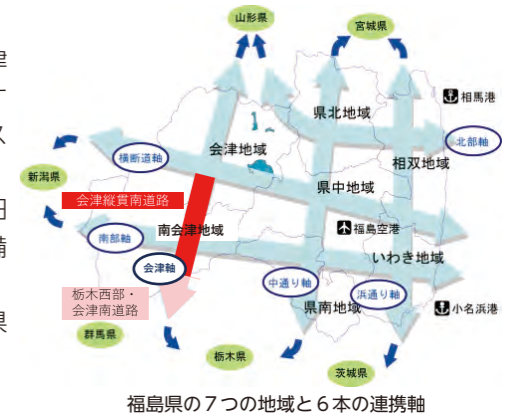 山形県
宮城県
相馬港
県北地域
会津地域
北部軸
横断道軸
相双地域
新潟県
県中地域
会津縦貫南道路
南会津地域
福島空港
南部軸
いわき地域
会津軸
中通り軸
浜通り軸
栃木西部・
会津南道路
県南地域
小名浜港
群馬県
栃木県
茨城県
福島県の７つの地域と６本の連携軸